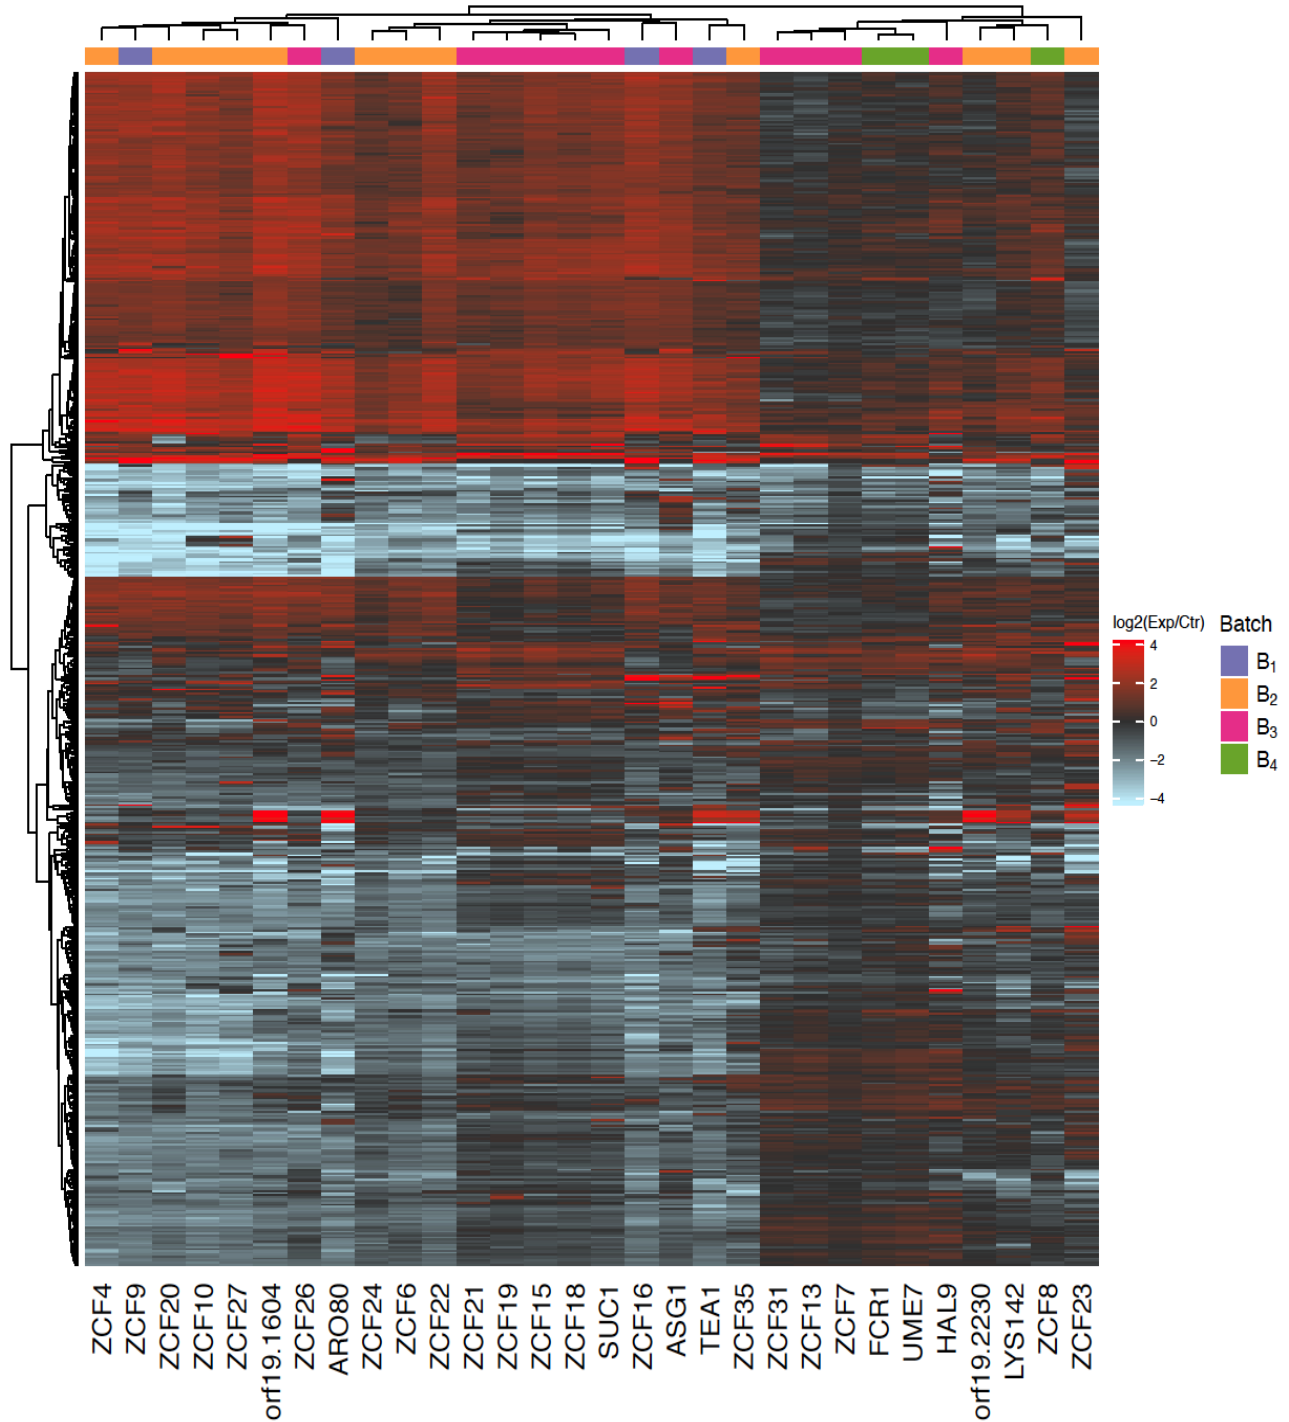 log2(Exp/Ctr)
4
2
0
−2
−4
Batch
B1
B2
B3
B4
ZCF4
ZCF9
ZCF20
ZCF10
ZCF27
orf19.1604
ZCF26
ARO80
ZCF24
ZCF6
ZCF22
ZCF21
ZCF19
ZCF15
ZCF18
SUC1
ZCF16
ASG1
TEA1
ZCF35
ZCF31
ZCF13
ZCF7
FCR1
UME7
HAL9
orf19.2230
LYS142
ZCF8
ZCF23